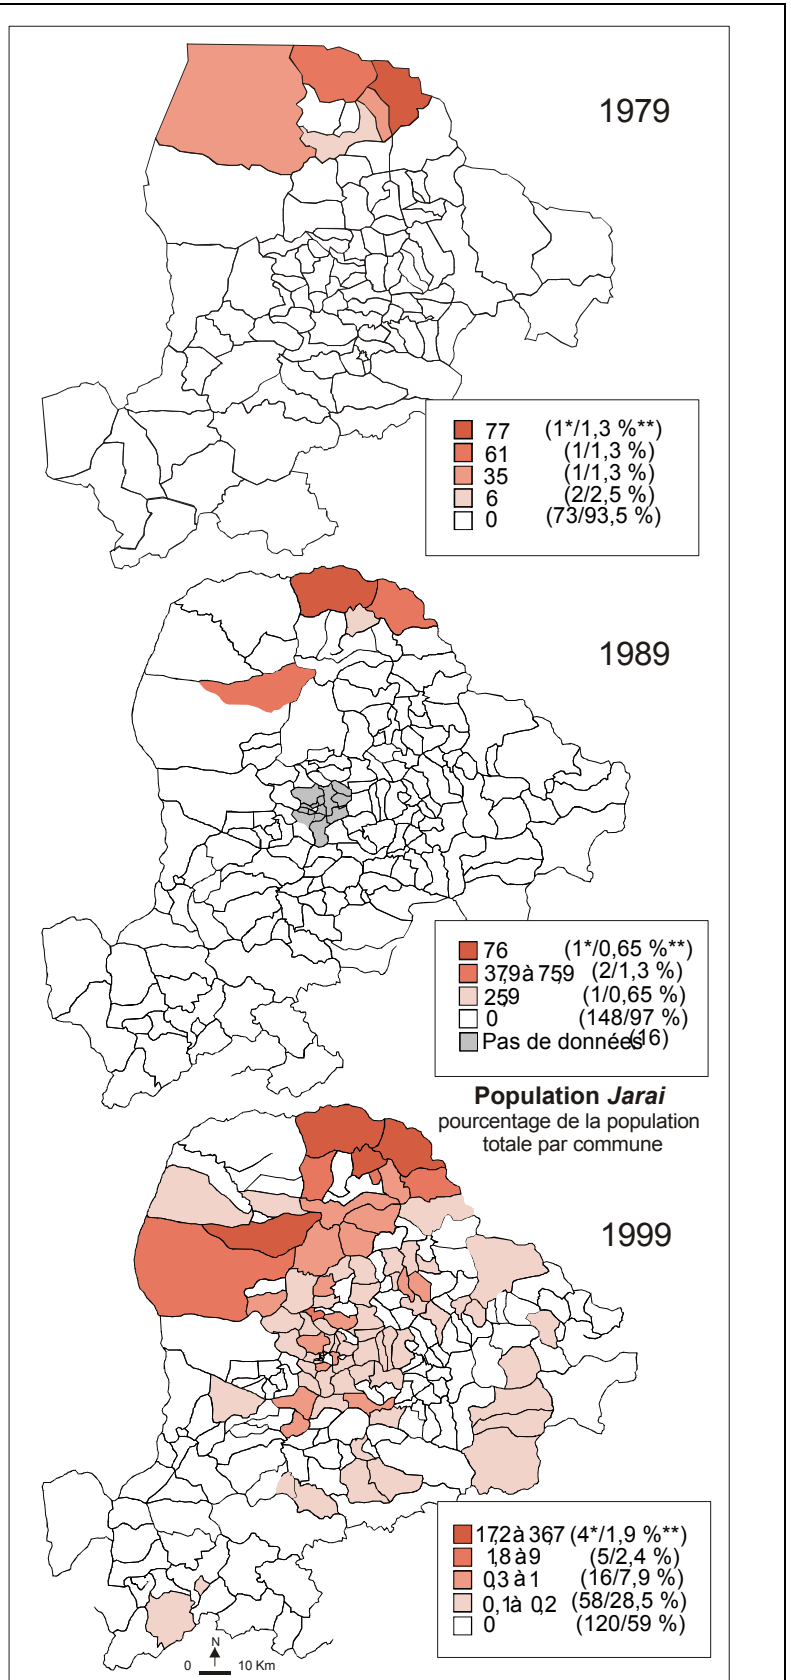 1979
77 (1*/1,3 %**)
61 (1/1,3 %)
35 (1/1,3 %)
6 (2/2,5 %)
0 (73/93,5 %)
1989
76 (1*/0,65 %**)
37,9 à 75,9 (2/1,3 %)
25,9 (1/0,65 %)
0 (148/97 %)
Pas de données (16)
Population Jarai
pourcentage de la population
totale par commune
1999
17,2 à 36,7 (4*/1,9 %**)
1,8 à 9 (5/2,4 %)
0,3 à 1 (16/7,9 %)
0,1 à 0,2 (58/28,5 %)
0 (120/59 %)
N
0 10 Km